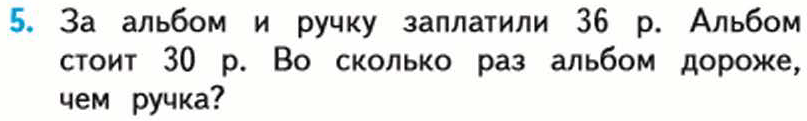 5. За альбом и ручку заплатили 36 р. Альбом
стоит 30 р. Во сколько раз альбом дороже,
чем ручка?